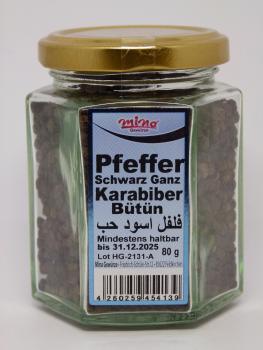 mino
Gewürze
Pfeffer
Schwarz Ganz
Karabiber
Bütün
فلفل اسود حب
Mindestens haltbar
bis 31.12.2025
80 g
Lot HG-2131-A
4260259454139